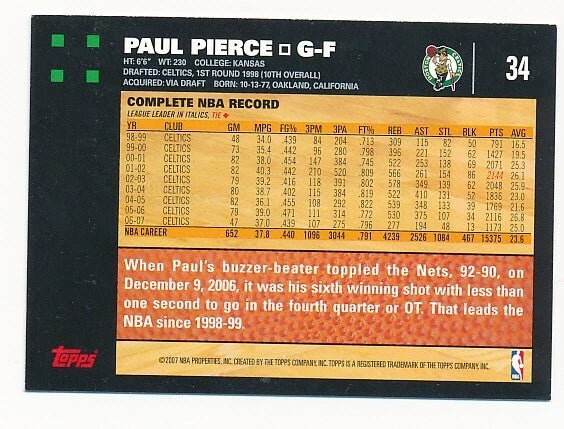 PAUL PIERCE G-F
HT: 6'6" WT: 230 COLLEGE: KANSAS
DRAFTED: CELTICS, 1ST ROUND 1998 (10TH OVERALL)
ACQUIRED: VIA DRAFT BORN: 10-13-77, OAKLAND, CALIFORNIA
34
COMPLETE NBA RECORD
LEAGUE LEADER IN ITALICS, TIE ◆
YR CLUB GM MPG FG% 3PM 3PA FT% REB AST STL BLK PTS AVG
98-99 CELTICS 48 34.0 .439 84 204 .713 309 115 82 50 791 16.5
99-00 CELTICS 73 35.4 .442 96 280 .798 396 221 152 62 1427 19.5
00-01 CELTICS 82 38.0 .454 147 384 .745 522 253 138 69 2071 25.3
01-02 CELTICS 82 40.3 .442 210 520 .809 566 261 154 86 2144 26.1
02-03 CELTICS 79 39.2 .416 118 391 .802 578 349 139 62 2048 25.9
03-04 CELTICS 80 38.7 .402 115 384 .819 522 410 131 52 1836 23.0
04-05 CELTICS 82 36.1 .455 108 292 .822 539 348 133 39 1769 21.6
05-06 CELTICS 79 39.0 .471 111 314 .772 530 375 107 34 2116 26.8
06-07 CELTICS 47 37.0 .439 107 275 .796 277 194 48 13 1173 25.0
NBA CAREER 652 37.8 .440 1096 3044 .791 4239 2526 1084 467 15375 23.6
When Paul's buzzer-beater toppled the Nets, 92-90, on
December 9, 2006, it was his sixth winning shot with less
than one second to go in the fourth quarter or OT. That leads the
NBA since 1998-99.
topps
©2007 NBA PROPERTIES, INC. CREATED BY THE TOPPS COMPANY, INC. TOPPS IS A REGISTERED TRADEMARK OF THE TOPPS COMPANY, INC.